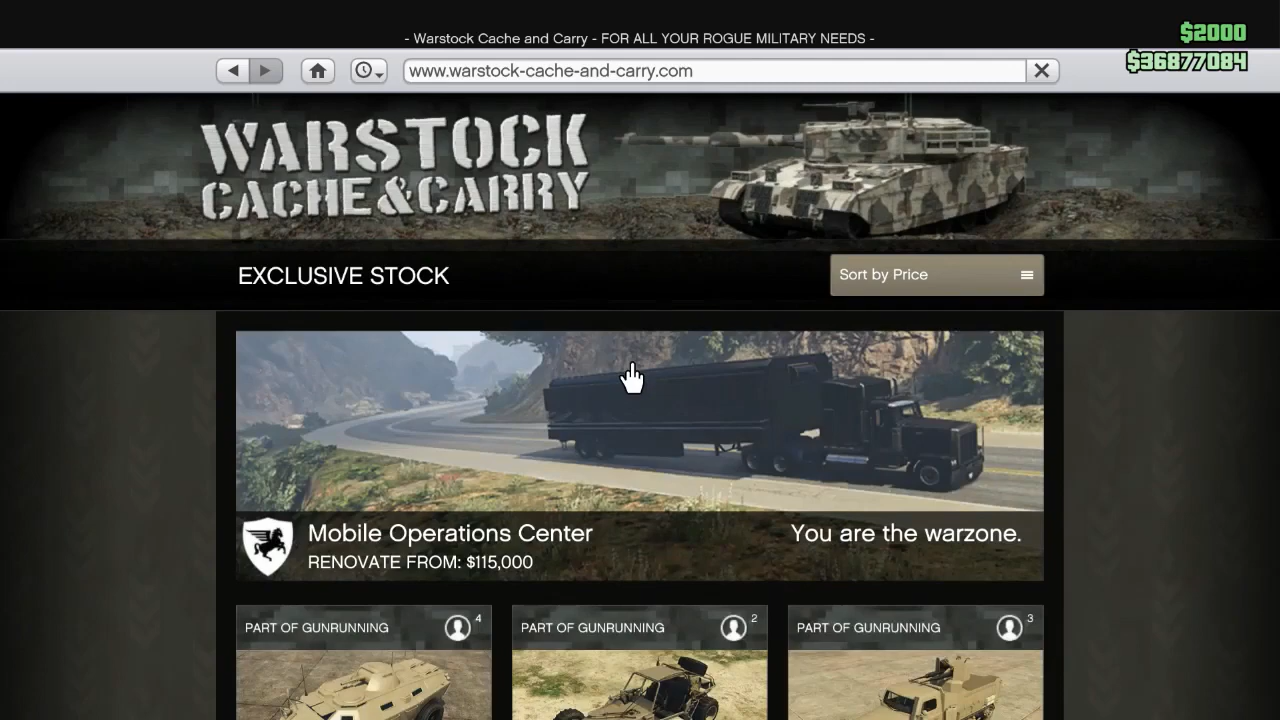 - Warstock Cache and Carry - FOR ALL YOUR ROGUE MILITARY NEEDS -
$2000
$36877084
www.warstock-cache-and-carry.com
WARSTOCK
CACHE&CARRY
EXCLUSIVE STOCK
Sort by Price
Mobile Operations Center
You are the warzone.
RENOVATE FROM: $115,000
PART OF GUNRUNNING 4
PART OF GUNRUNNING 2
PART OF GUNRUNNING 3